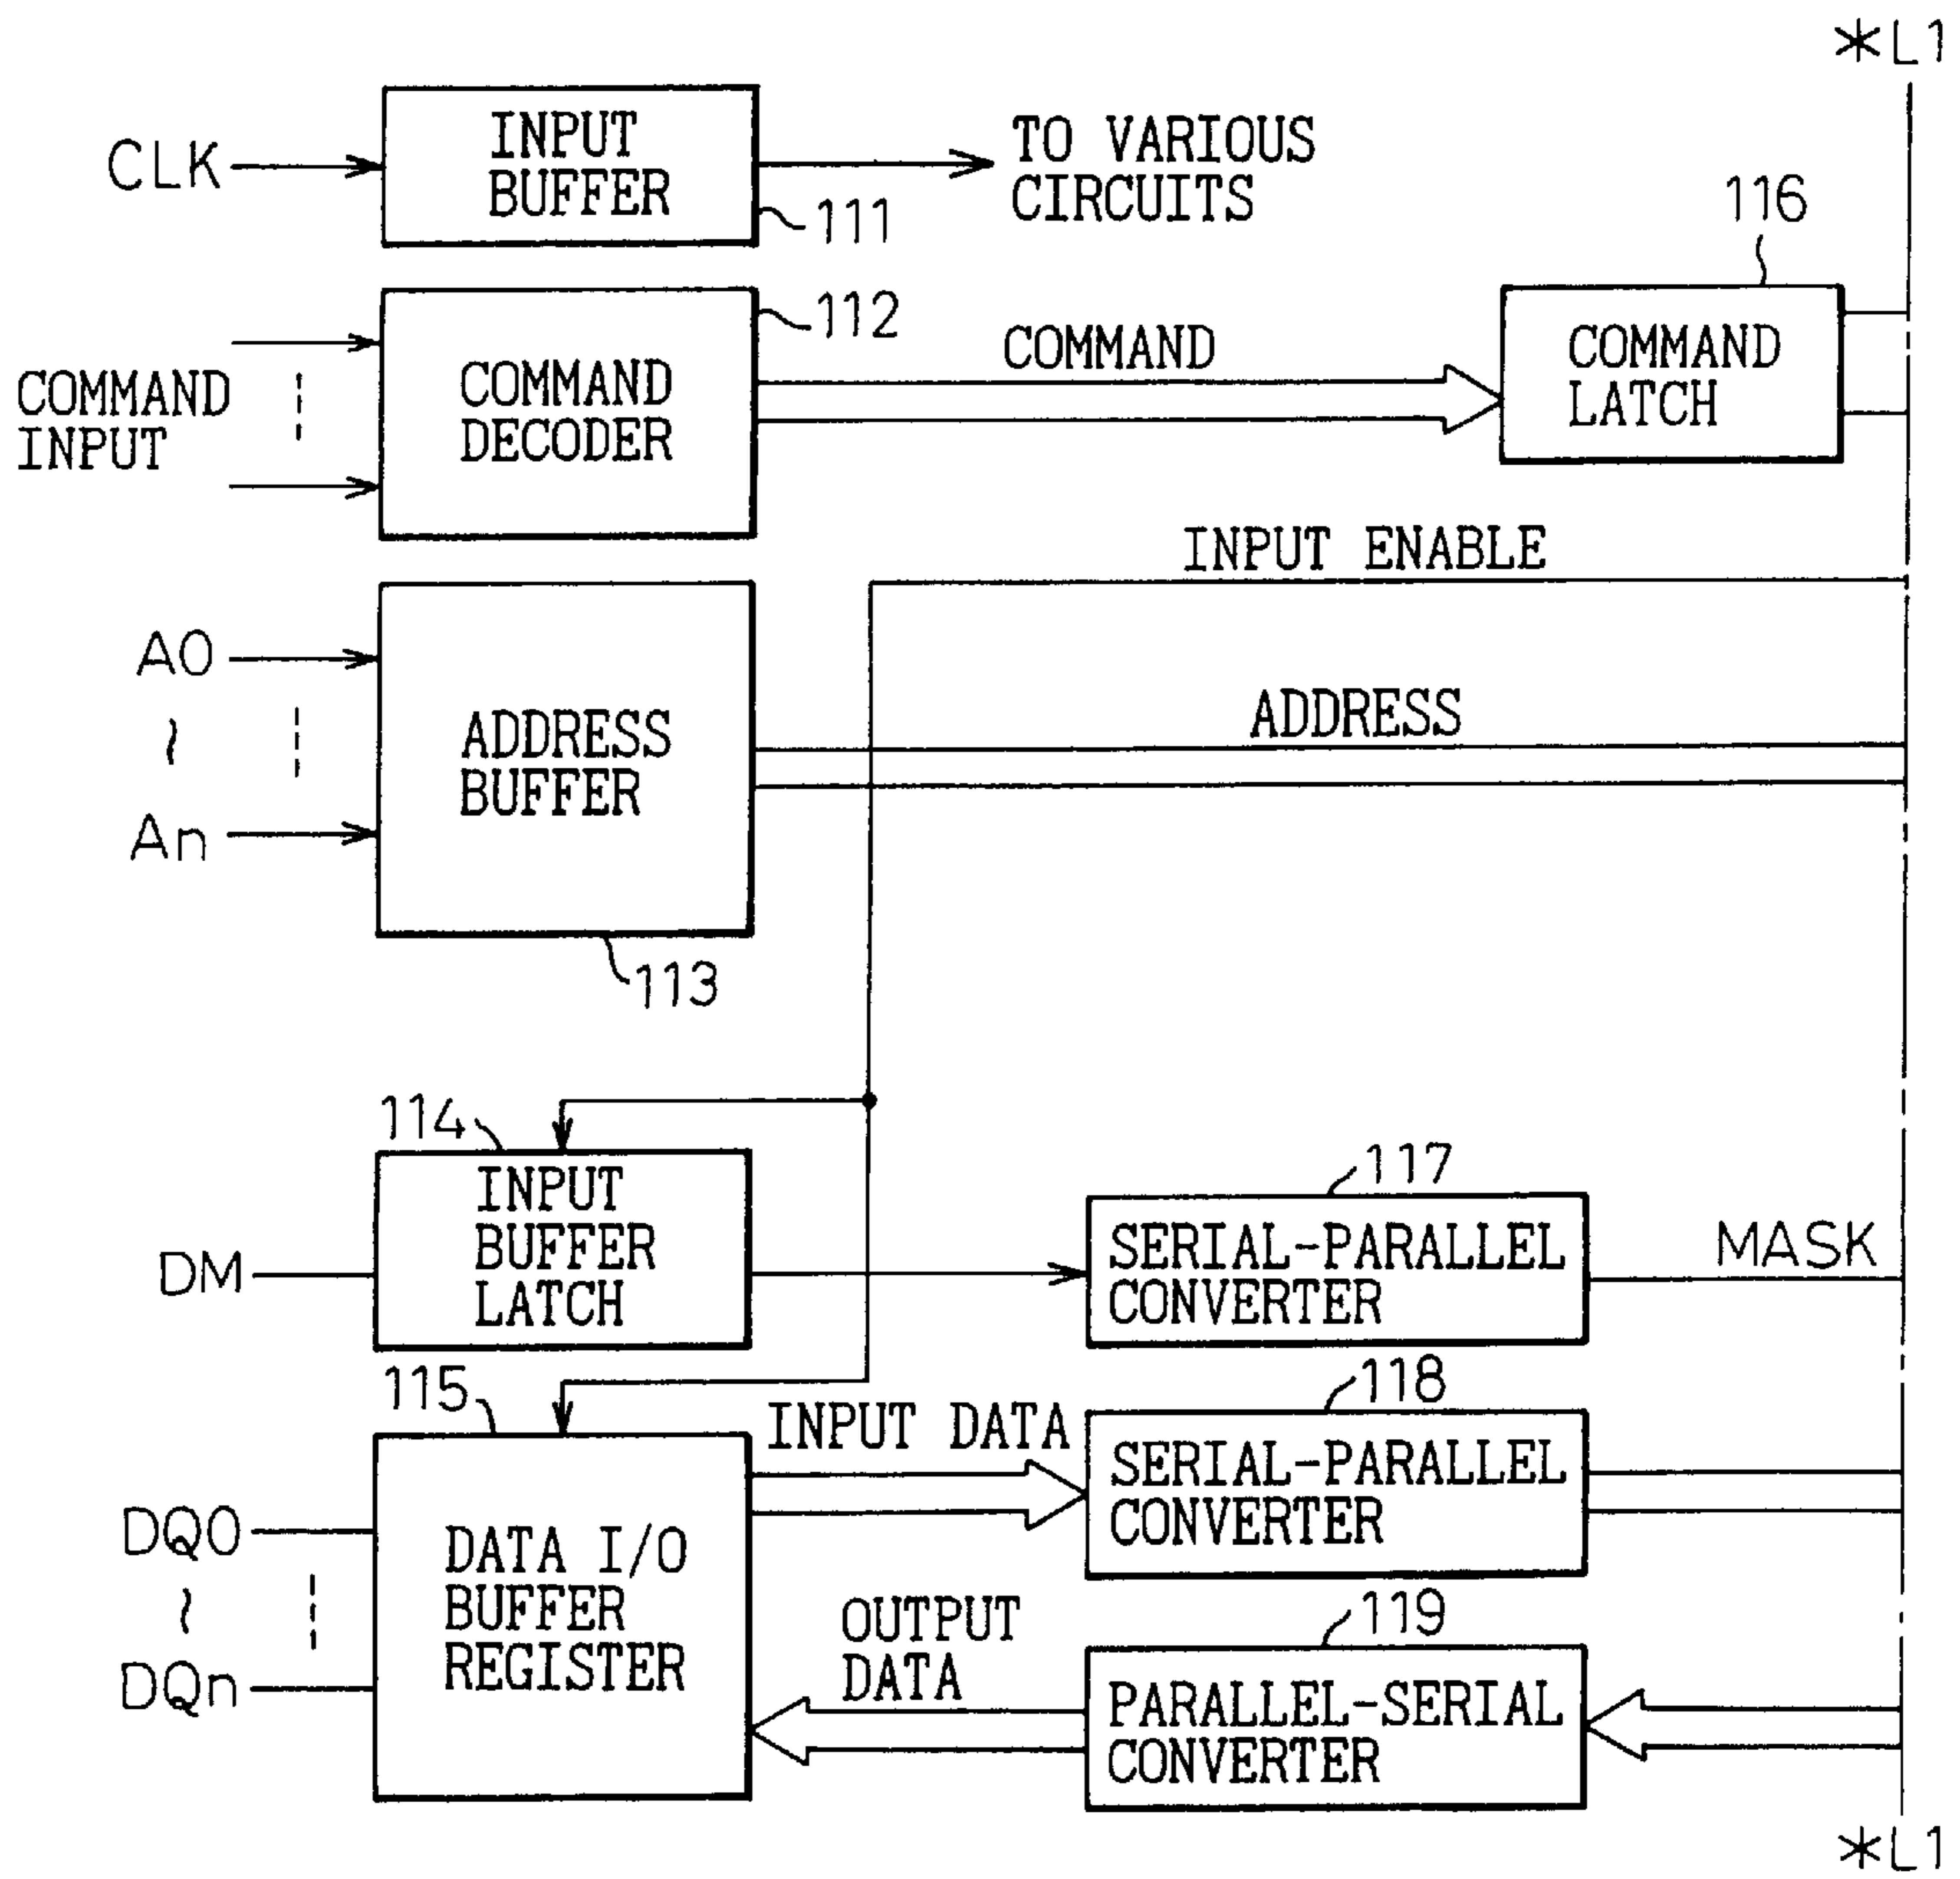 *L1
CLK
INPUT
BUFFER
111
TO VARIOUS
CIRCUITS
116
COMMAND
INPUT
COMMAND
DECODER
112
COMMAND
COMMAND
LATCH
INPUT ENABLE
A0
~
An
ADDRESS
BUFFER
113
ADDRESS
114
DM
INPUT
BUFFER
LATCH
117
SERIAL-PARALLEL
CONVERTER
MASK
115
INPUT DATA
118
SERIAL-PARALLEL
CONVERTER
DQ0
~
DQn
DATA I/O
BUFFER
REGISTER
OUTPUT
DATA
119
PARALLEL-SERIAL
CONVERTER
*L1